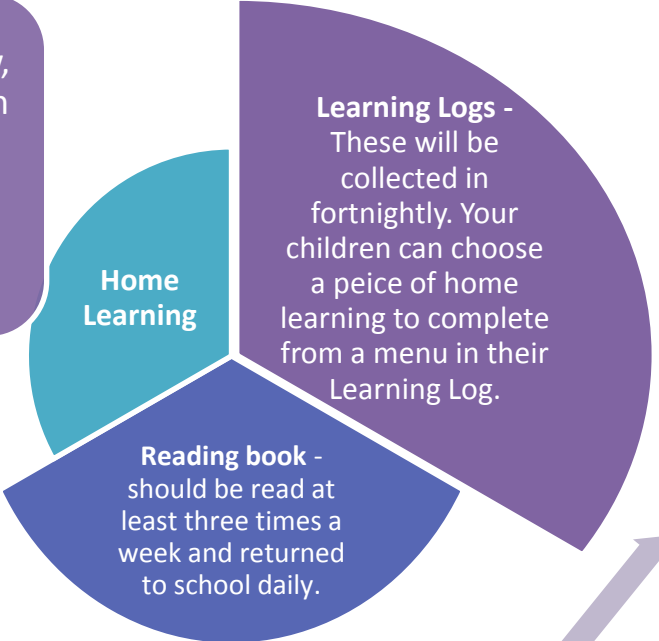 Home
Learning
Learning Logs -
These will be
collected in
fortnightly. Your
children can choose
a peice of home
learning to complete
from a menu in their
Learning Log.
Reading book -
should be read at
least three times a
week and returned
to school daily.